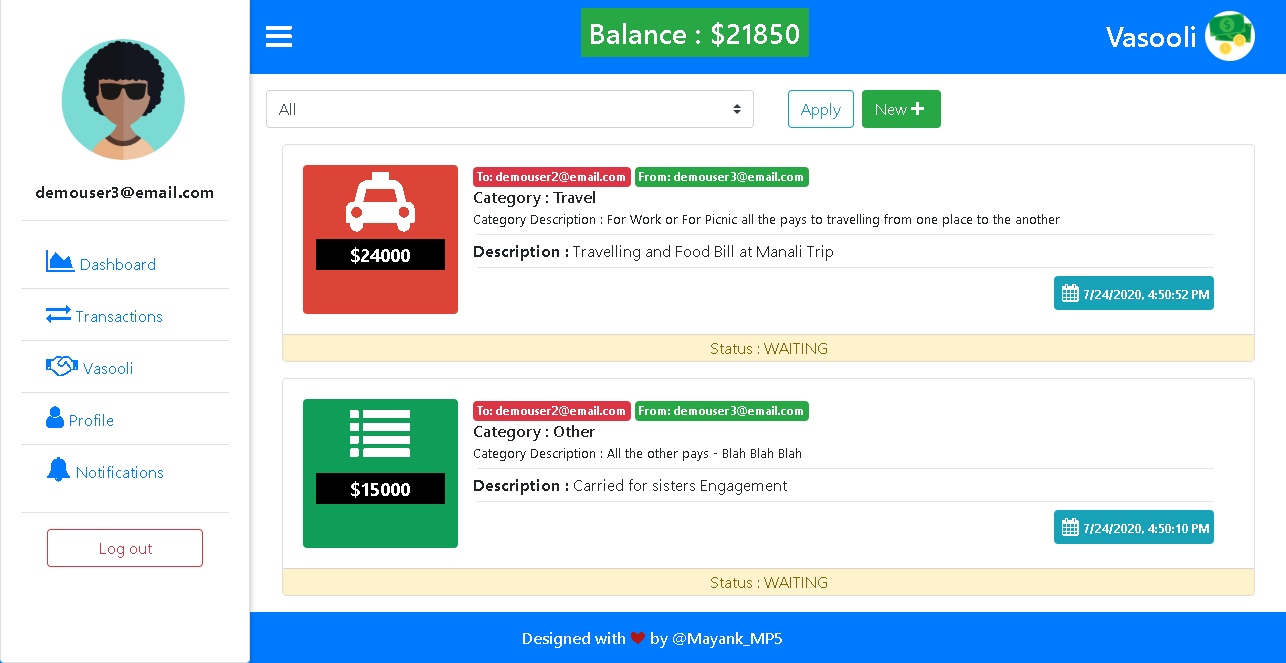 demouser3@email.com
Dashboard
Transactions
Vasooli
Profile
Notifications
Log out
Balance : $21850
Vasooli
All
Apply
New
$24000
To: demouser2@email.com From: demouser3@email.com
Category : Travel
Category Description : For Work or For Picnic all the pays to travelling from one place to the another
Description : Travelling and Food Bill at Manali Trip
7/24/2020, 4:50:52 PM
Status : WAITING
$15000
To: demouser2@email.com From: demouser3@email.com
Category : Other
Category Description : All the other pays - Blah Blah Blah
Description : Carried for sisters Engagement
7/24/2020, 4:50:10 PM
Status : WAITING
Designed with ❤ by @Mayank_MP5